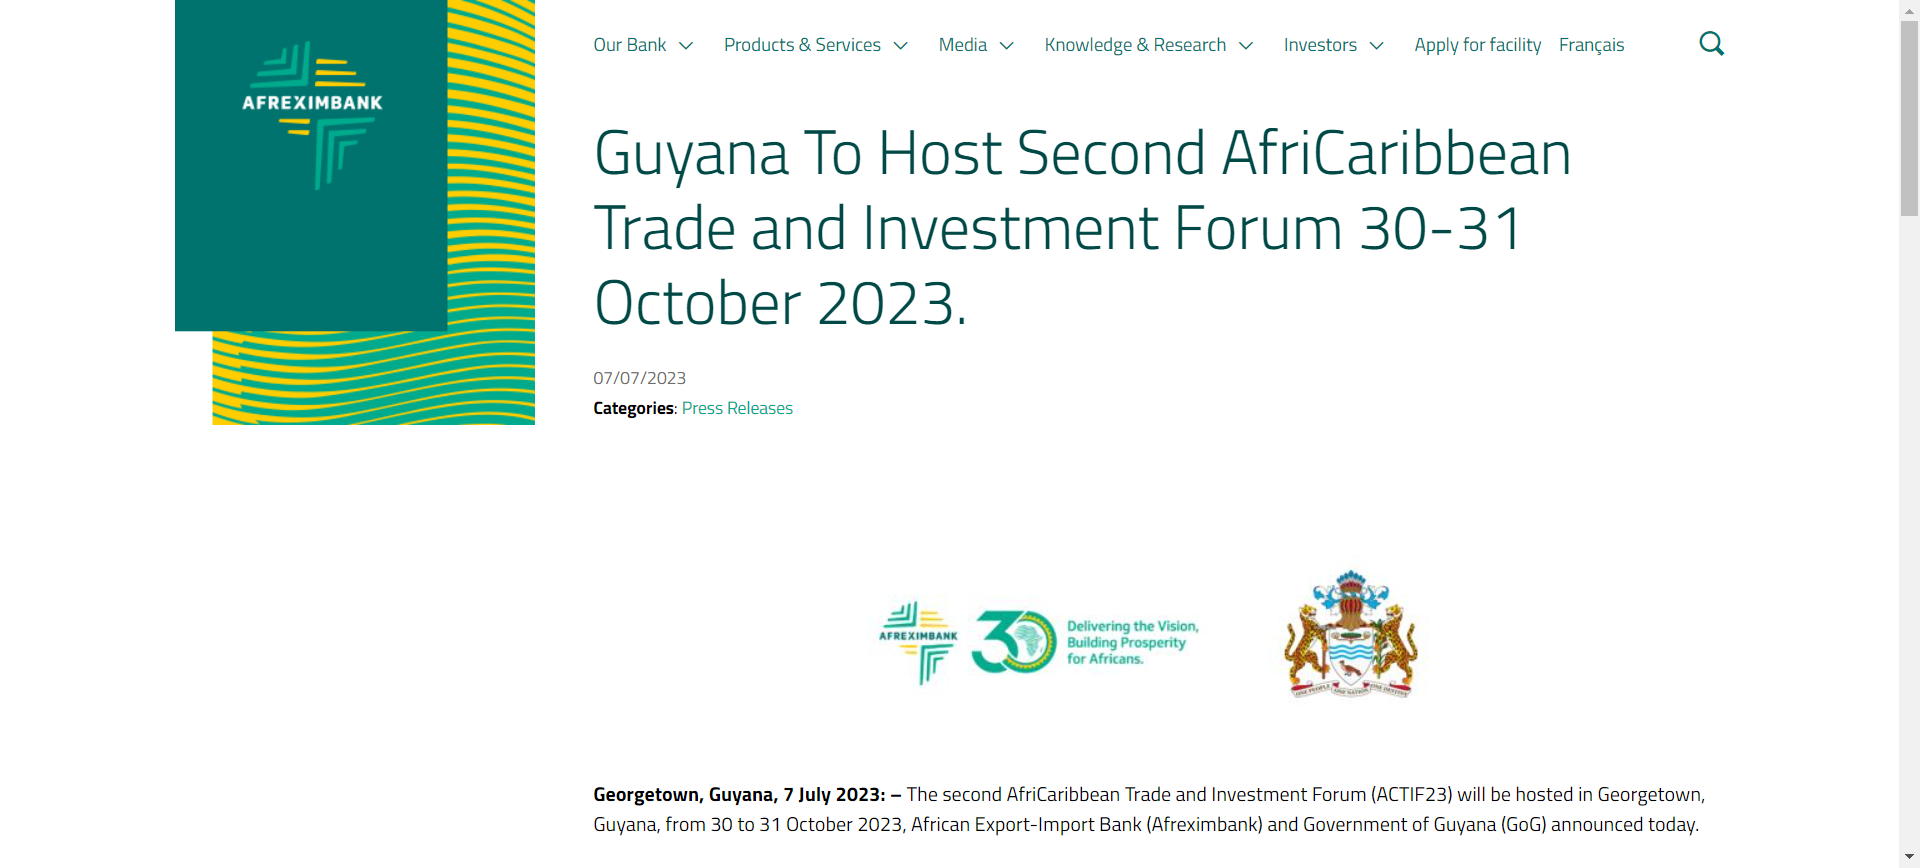 AFREXIMBANK
Our Bank
Products & Services
Media
Knowledge & Research
Investors
Apply for facility
Français
Guyana To Host Second AfriCaribbean
Trade and Investment Forum 30-31
October 2023.
07/07/2023
Categories: Press Releases
AFREXIMBANK
30
Delivering the Vision,
Building Prosperity
for Africans.
ONE PEOPLE ONE NATION ONE DESTINY
Georgetown, Guyana, 7 July 2023: – The second AfriCaribbean Trade and Investment Forum (ACTIF23) will be hosted in Georgetown,
Guyana, from 30 to 31 October 2023, African Export-Import Bank (Afreximbank) and Government of Guyana (GoG) announced today.